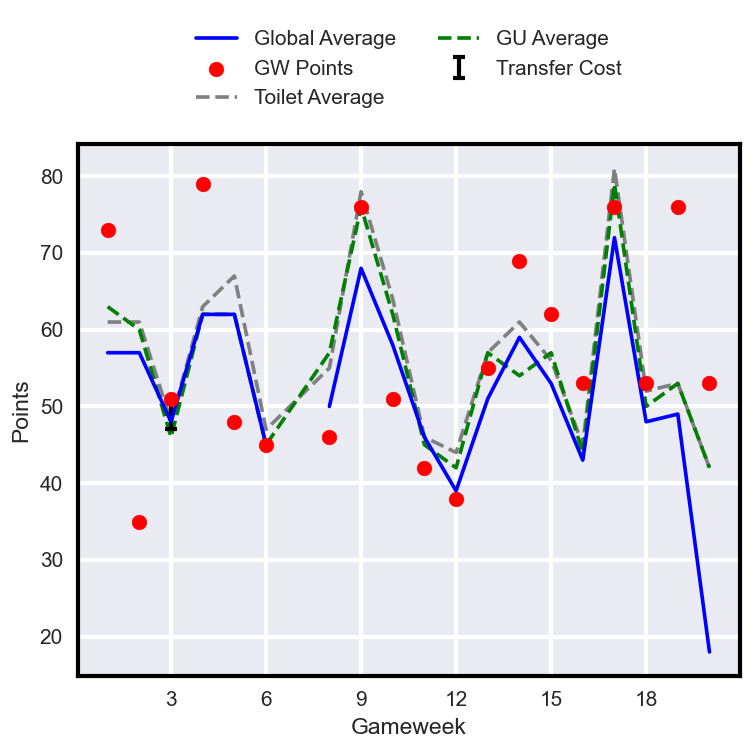 Global Average
GW Points
Toilet Average
GU Average
Transfer Cost
Points
80
70
60
50
40
30
20
3 6 9 12 15 18
Gameweek